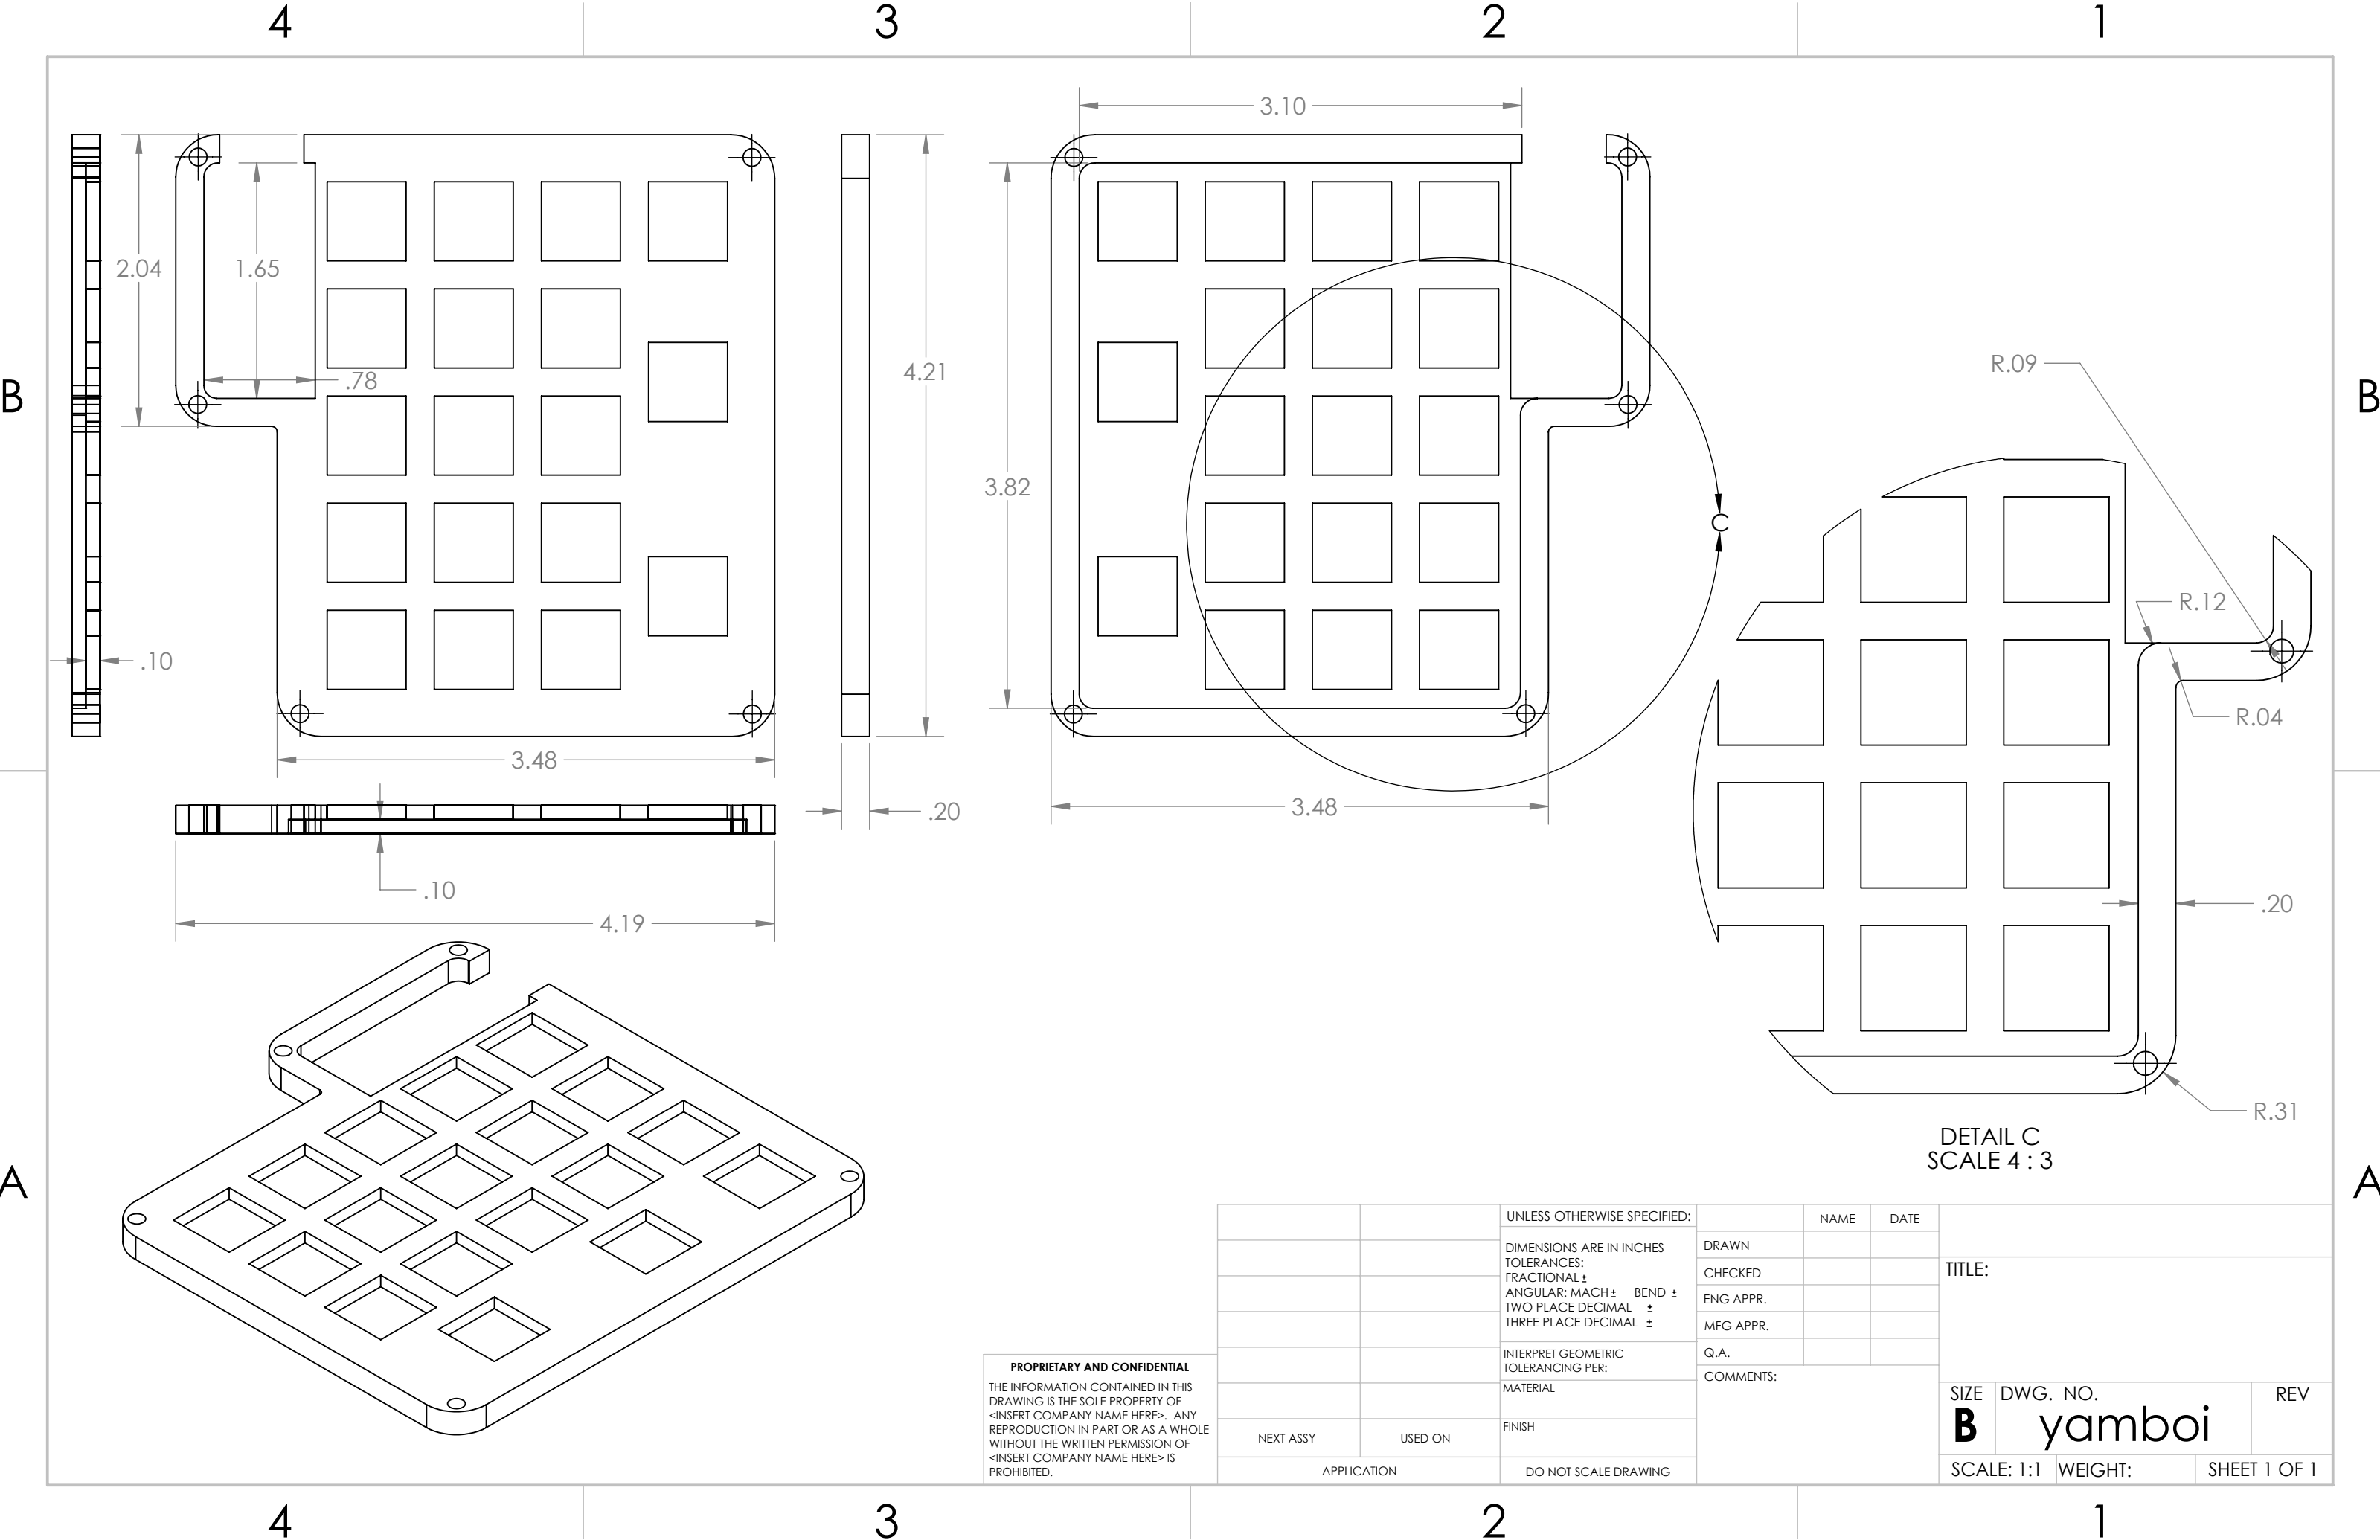 4 3 2 1
3.10
2.04 1.65 4.21
B .78 R.09 B
3.82
C
R.12
.10
R.04
3.48
.20 3.48
.10
.20
4.19
R.31
DETAIL C
SCALE 4 : 3
A A
UNLESS OTHERWISE SPECIFIED:
DIMENSIONS ARE IN INCHES
TOLERANCES:
FRACTIONAL ±
ANGULAR: MACH ± BEND ±
TWO PLACE DECIMAL ±
THREE PLACE DECIMAL ±
INTERPRET GEOMETRIC
TOLERANCING PER:
MATERIAL
FINISH
DO NOT SCALE DRAWING
NAME DATE
DRAWN
CHECKED
ENG APPR.
MFG APPR.
Q.A.
COMMENTS:
TITLE:
SIZE DWG. NO. REV
B yamboi
SCALE: 1:1 WEIGHT: SHEET 1 OF 1
PROPRIETARY AND CONFIDENTIAL
THE INFORMATION CONTAINED IN THIS
DRAWING IS THE SOLE PROPERTY OF
<INSERT COMPANY NAME HERE>. ANY
REPRODUCTION IN PART OR AS A WHOLE
WITHOUT THE WRITTEN PERMISSION OF
<INSERT COMPANY NAME HERE> IS
PROHIBITED.
NEXT ASSY USED ON
APPLICATION
4 3 2 1